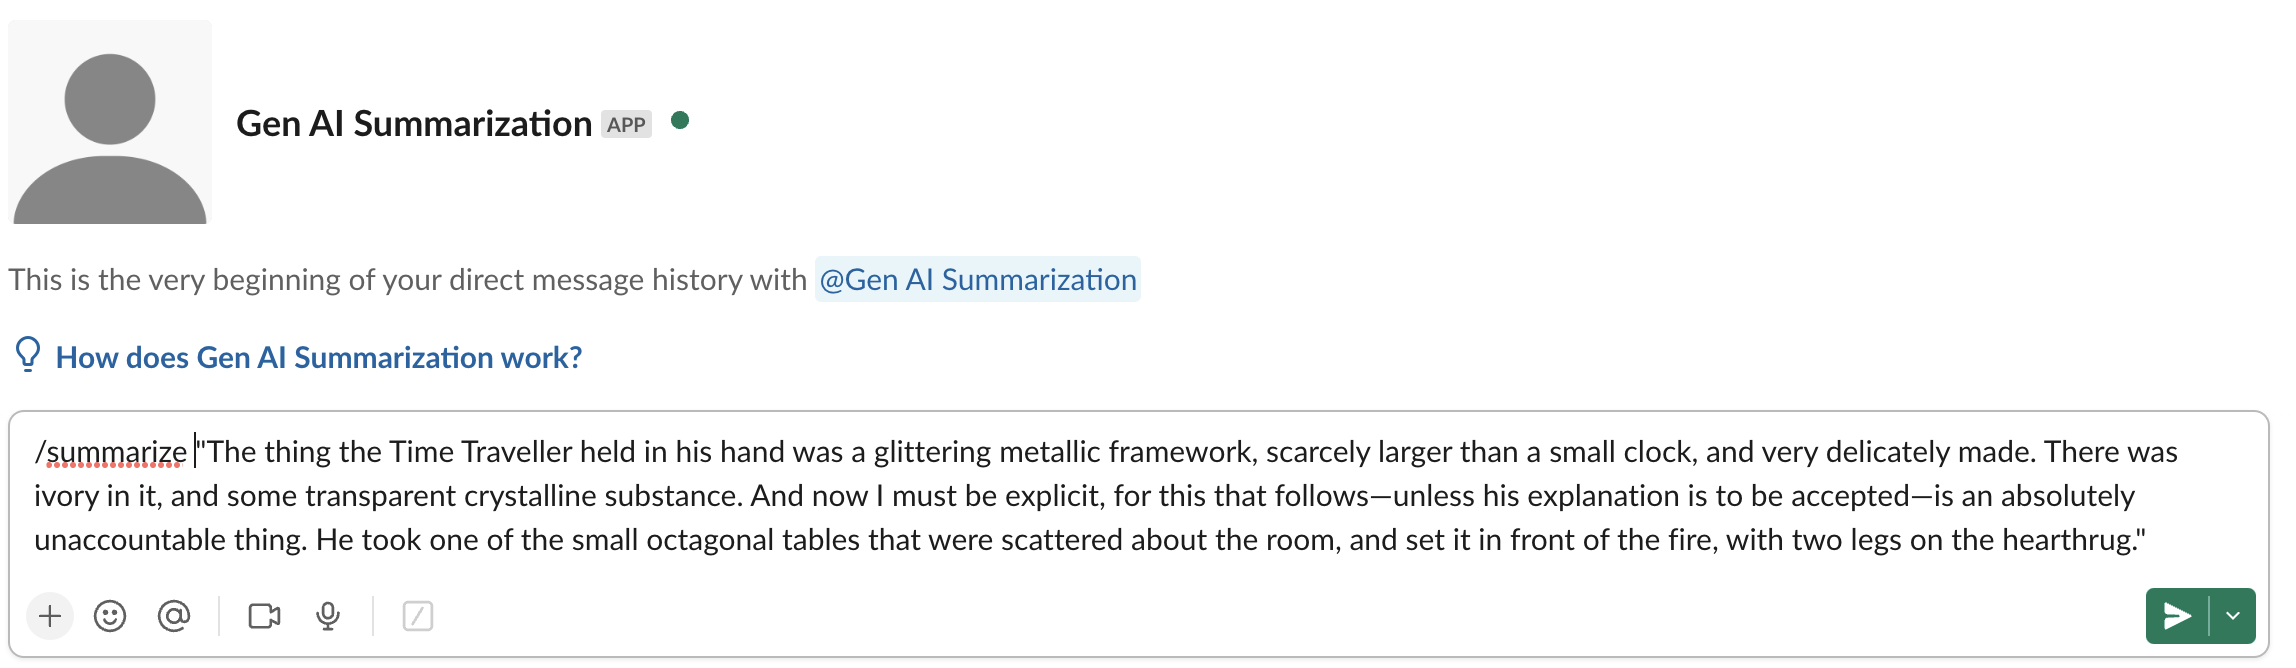 Gen AI Summarization APP
This is the very beginning of your direct message history with @Gen AI Summarization
How does Gen AI Summarization work?
/summarize "The thing the Time Traveller held in his hand was a glittering metallic framework, scarcely larger than a small clock, and very delicately made. There was
ivory in it, and some transparent crystalline substance. And now I must be explicit, for this that follows—unless his explanation is to be accepted—is an absolutely
unaccountable thing. He took one of the small octagonal tables that were scattered about the room, and set it in front of the fire, with two legs on the hearthrug."